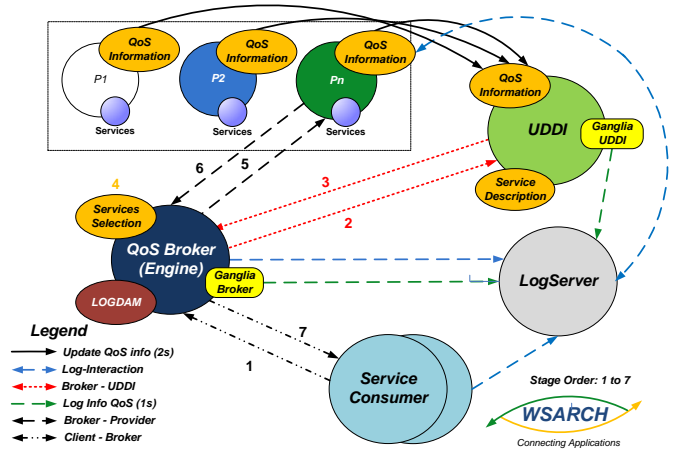 QoS
Information
QoS
Information
QoS
Information
P1
P2
Pn
Services
Services
Services
QoS
Information
UDDI
Ganglia
UDDI
Service
Description
6
5
4
3
2
Services
Selection
QoS Broker
(Engine)
Ganglia
Broker
LOGDAM
LogServer
7
1
Service
Consumer
Legend
Update QoS info (2s)
Log-Interaction
Broker - UDDI
Log Info QoS (1s)
Broker - Provider
Client - Broker
Stage Order: 1 to 7
WSARCH
Connecting Applications